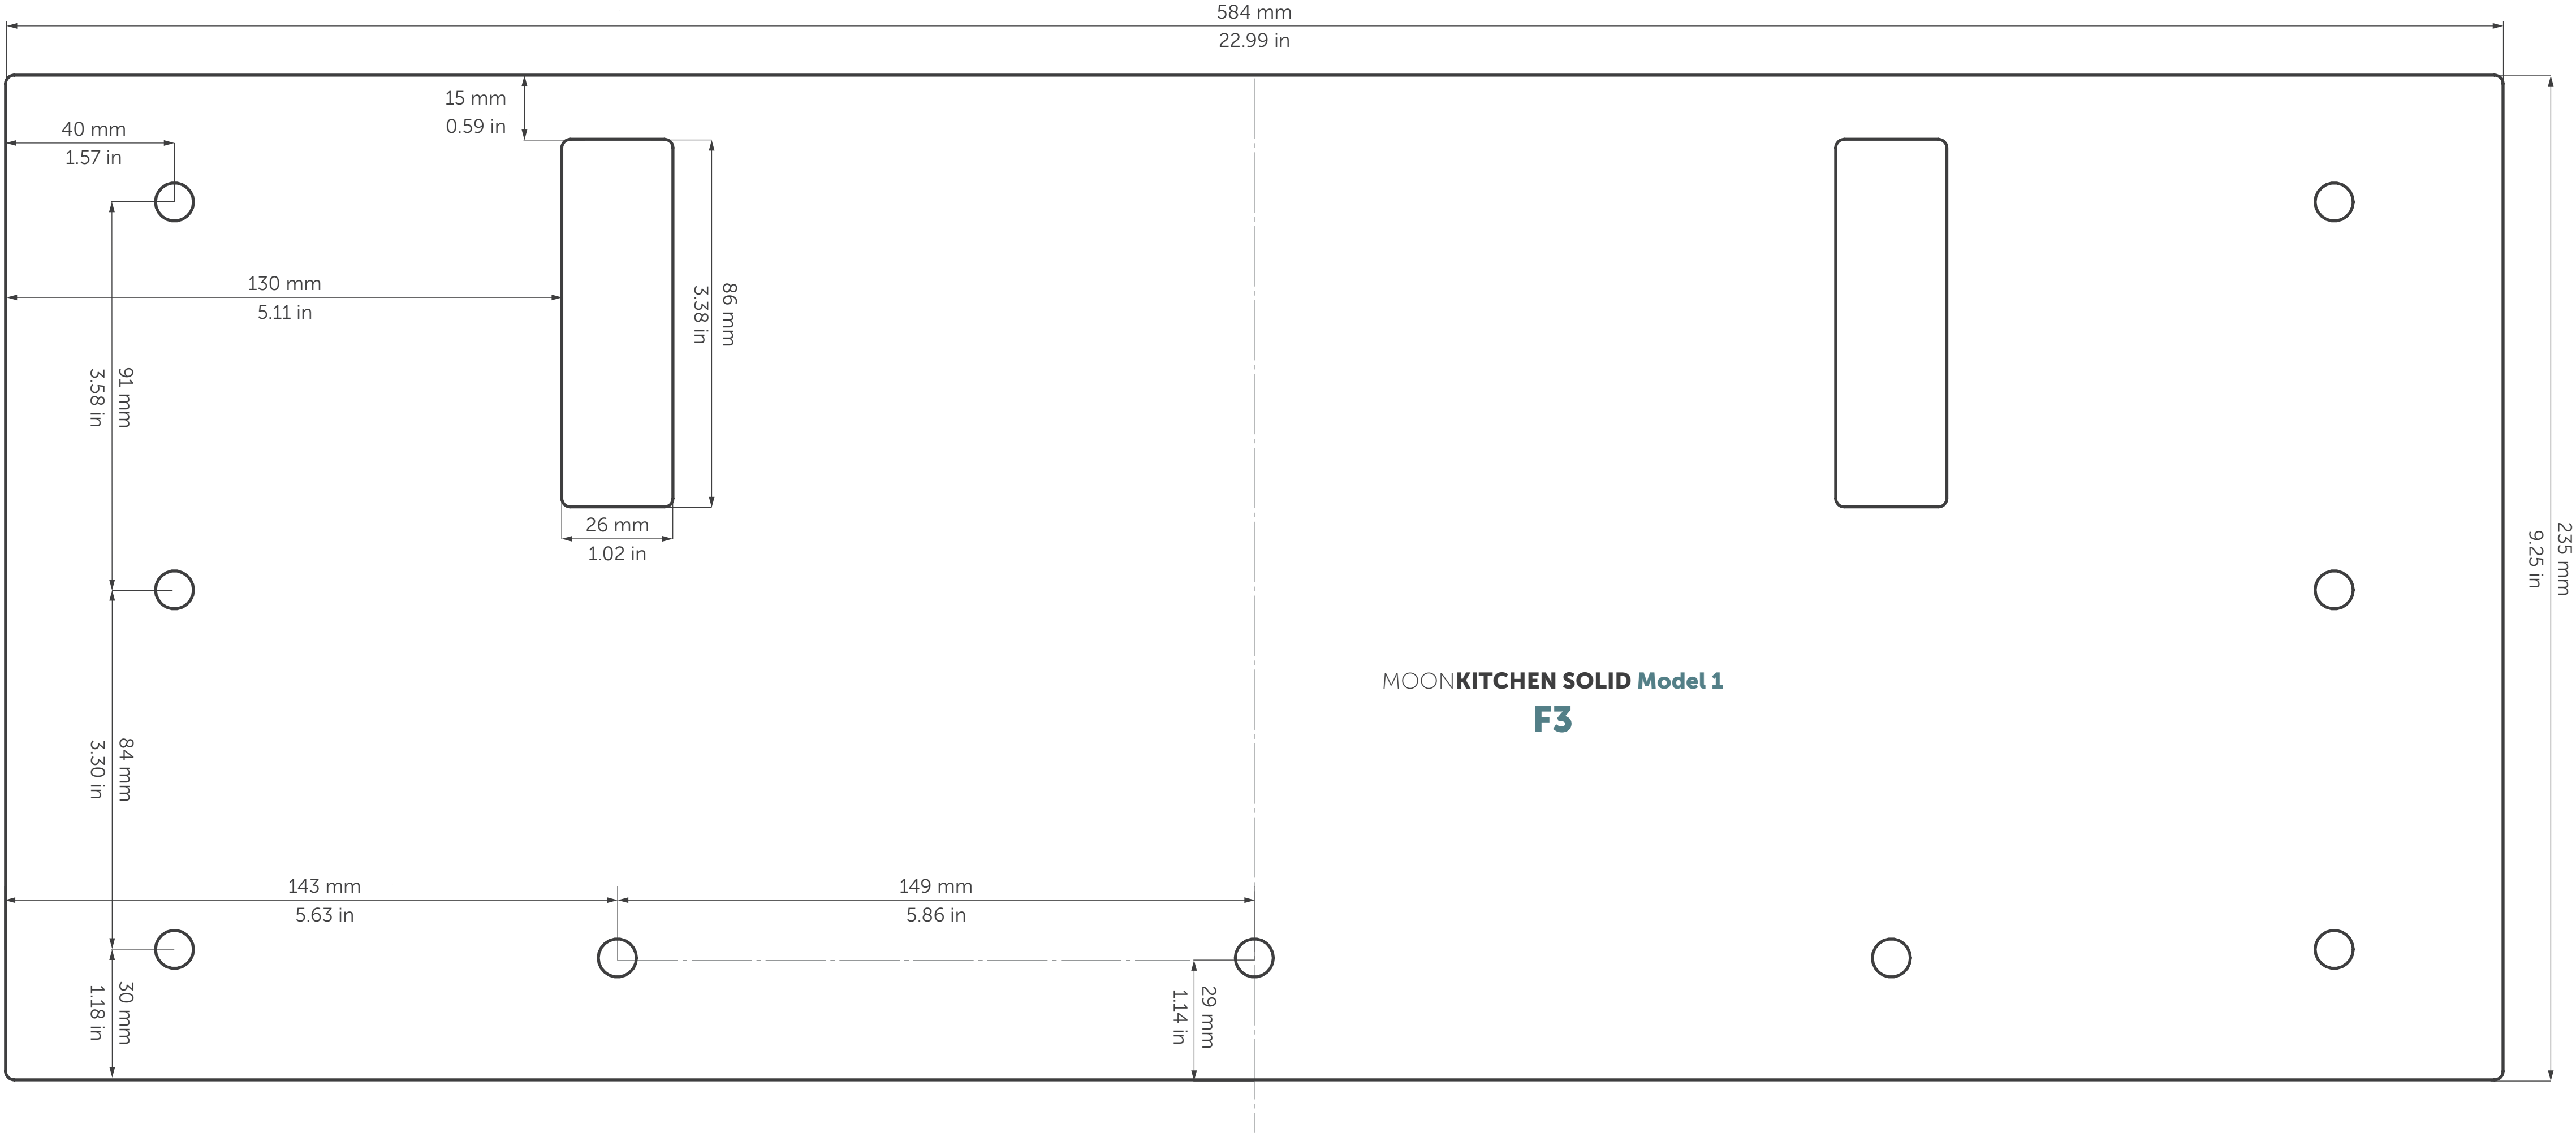 584 mm
22.99 in
15 mm
0.59 in
40 mm
1.57 in
130 mm
5.11 in
86 mm
3.38 in
91 mm
3.58 in
26 mm
1.02 in
235 mm
9.25 in
MOONKITCHEN SOLID Model 1
F3
84 mm
3.30 in
143 mm
5.63 in
149 mm
5.86 in
30 mm
1.18 in
29 mm
1.14 in